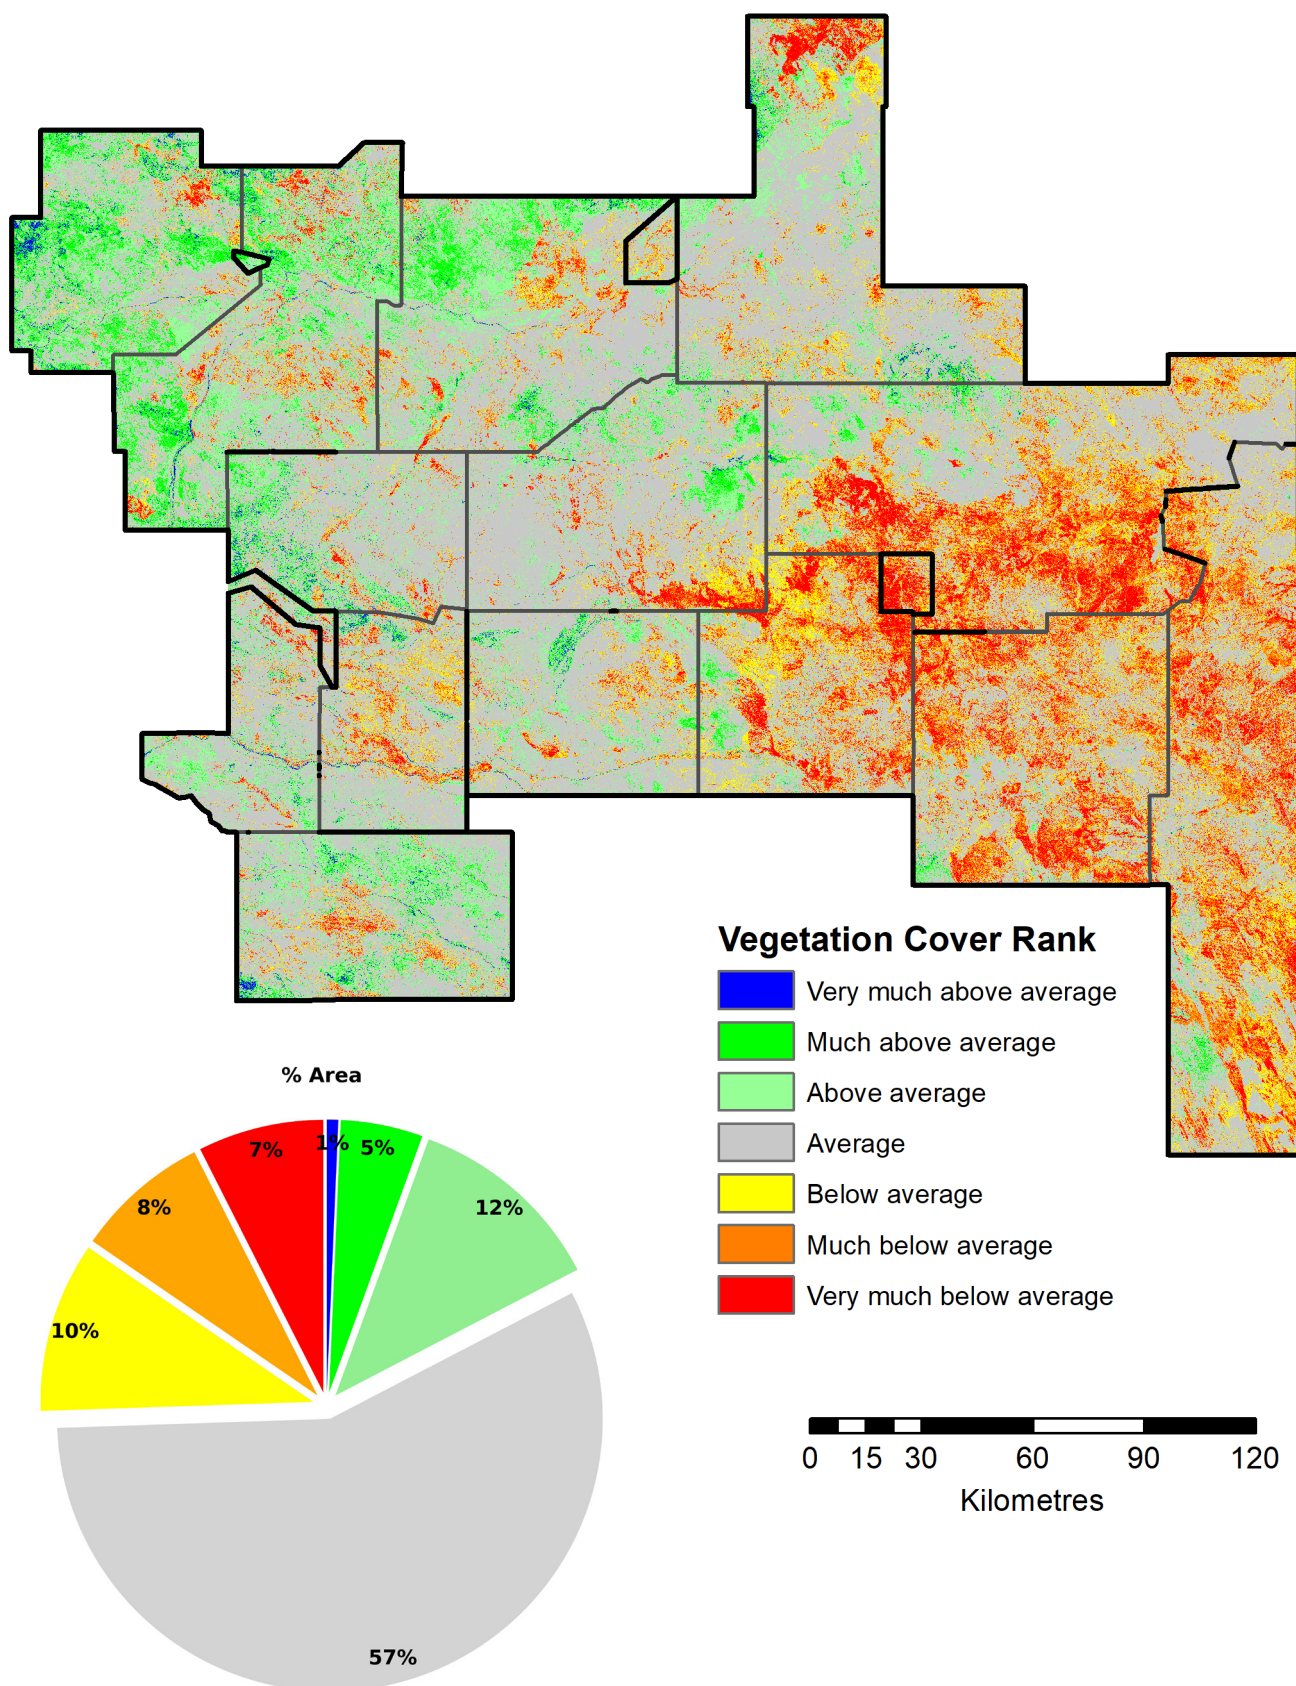 Vegetation Cover Rank
Very much above average
Much above average
Above average
Average
Below average
Much below average
Very much below average
% Area
7%
1%
5%
8%
12%
10%
57%
0 15 30 60 90 120
Kilometres